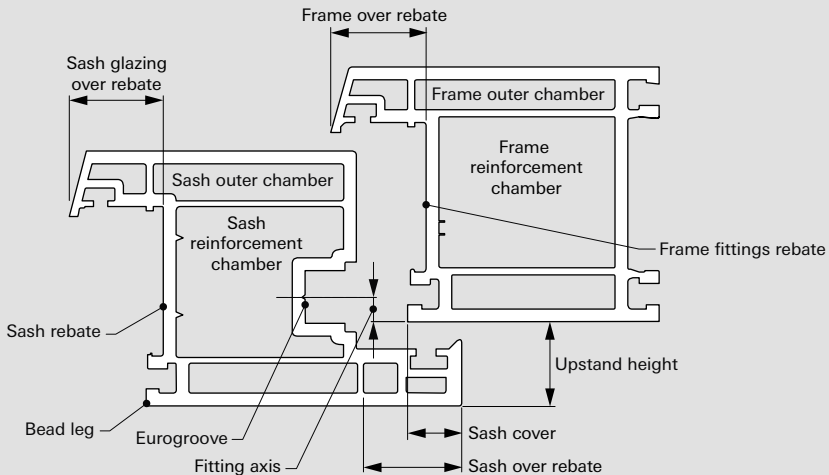 Frame over rebate
Sash glazing
over rebate
Frame outer chamber
Frame
reinforcement
chamber
Sash outer chamber
Sash
reinforcement
chamber
Frame fittings rebate
Sash rebate
Upstand height
Bead leg
Eurogroove
Sash cover
Fitting axis
Sash over rebate